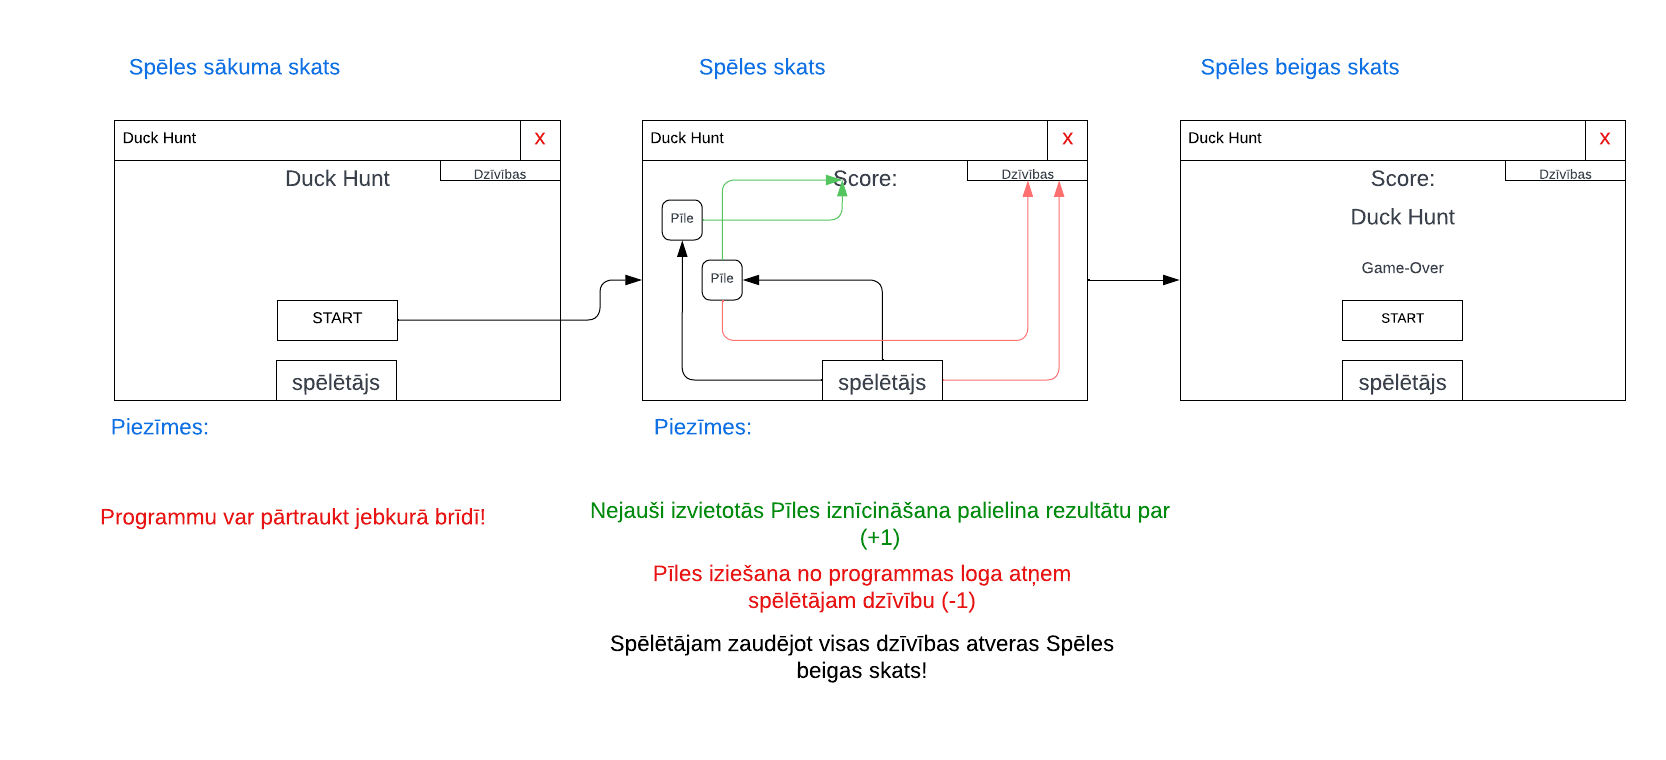 Spēles sākuma skats
Spēles skats
Spēles beigas skats
Duck Hunt
X
Dzīvības
Duck Hunt
START
spēlētājs
Duck Hunt
X
Dzīvības
Score:
Pīle
Pīle
spēlētājs
Duck Hunt
X
Dzīvības
Score:
Duck Hunt
Game-Over
START
spēlētājs
Piezīmes:
Programmu var pārtraukt jebkurā brīdī!
Piezīmes:
Nejauši izvietotās Pīles iznīcināšana palielina rezultātu par
(+1)
Pīles iziešana no programmas loga atņem
spēlētājam dzīvību (-1)
Spēlētājam zaudējot visas dzīvības atveras Spēles
beigas skats!